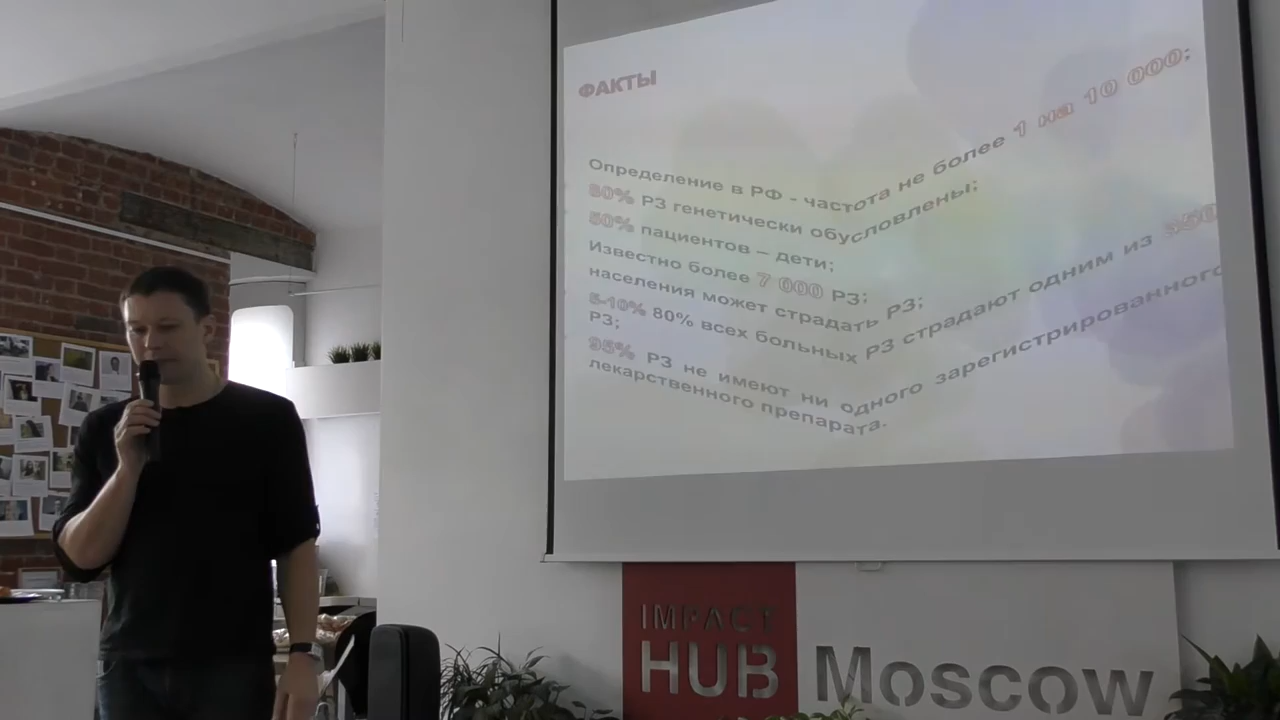 ФАКТЫ
Определение в РФ - частота не более 1 на 10 000;
80% РЗ генетически обусловлены;
50% пациентов – дети;
Известно более 7 000 РЗ;
населения может страдать РЗ;
5-10% 80% всех больных РЗ страдают одним из 350
РЗ;
95% РЗ не имеют ни одного зарегистрированного
лекарственного препарата.
IMPACT
HUB Moscow